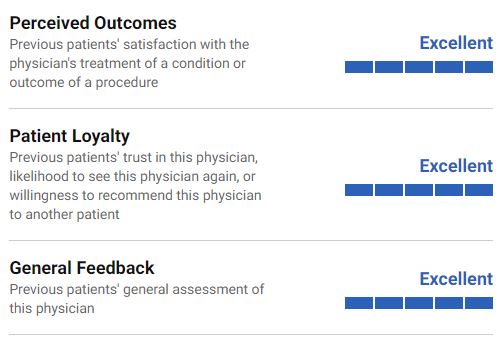 Perceived Outcomes
Previous patients' satisfaction with the
physician's treatment of a condition or
outcome of a procedure
Excellent
Patient Loyalty
Previous patients' trust in this physician,
likelihood to see this physician again, or
willingness to recommend this physician
to another patient
Excellent
General Feedback
Previous patients' general assessment of
this physician
Excellent